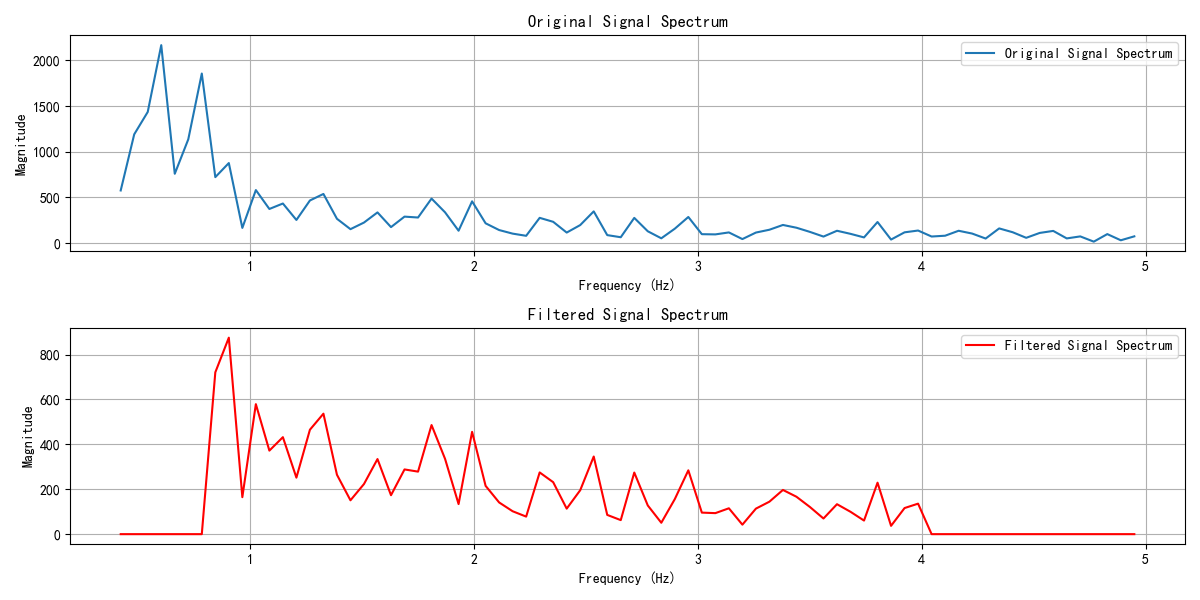 Original Signal Spectrum
Original Signal Spectrum
Magnitude
2000
1500
1000
500
0
1 2 3 4 5
Frequency (Hz)
Filtered Signal Spectrum
Filtered Signal Spectrum
Magnitude
800
600
400
200
0
1 2 3 4 5
Frequency (Hz)